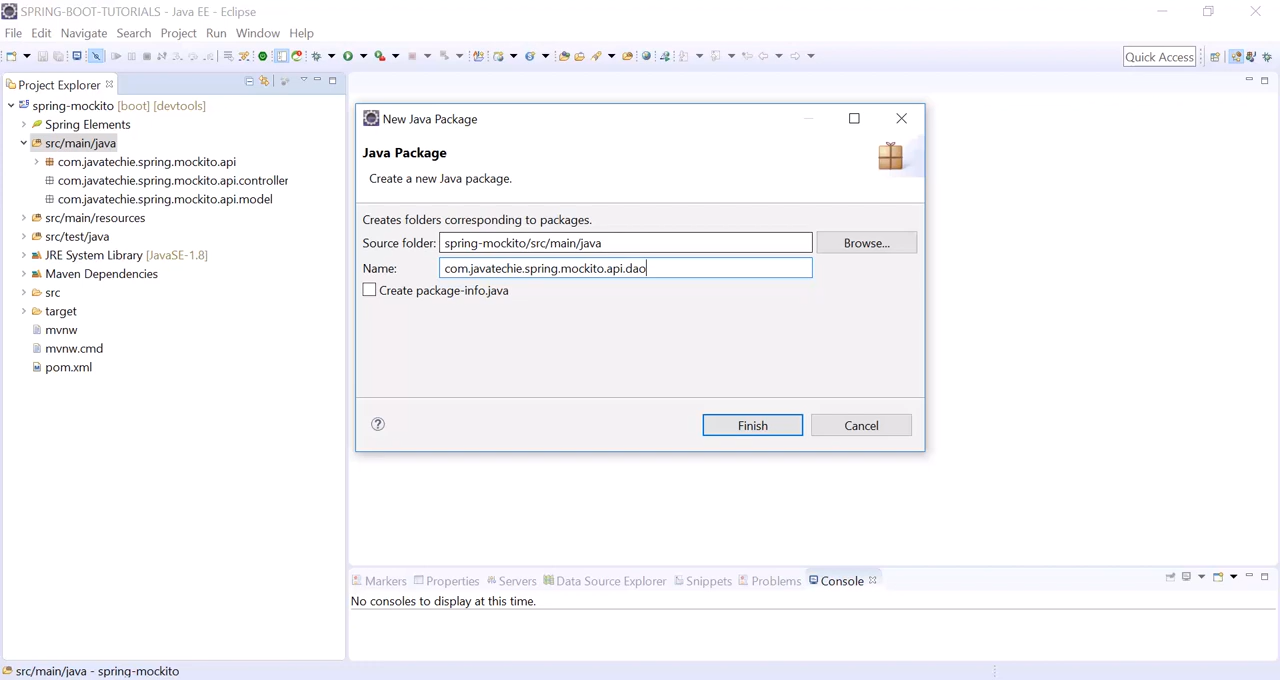 SPRING-BOOT-TUTORIALS - Java EE - Eclipse
File Edit Navigate Search Project Run Window Help
Quick Access
Project Explorer
spring-mockito [boot] [devtools]
Spring Elements
src/main/java
com.javatechie.spring.mockito.api
com.javatechie.spring.mockito.api.controller
com.javatechie.spring.mockito.api.model
src/main/resources
src/test/java
JRE System Library [JavaSE-1.8]
Maven Dependencies
src
target
mvnw
mvnw.cmd
pom.xml
New Java Package
Java Package
Create a new Java package.
Creates folders corresponding to packages.
Source folder: spring-mockito/src/main/java Browse...
Name: com.javatechie.spring.mockito.api.dao
Create package-info.java
Finish Cancel
Markers Properties Servers Data Source Explorer Snippets Problems Console
No consoles to display at this time.
src/main/java - spring-mockito